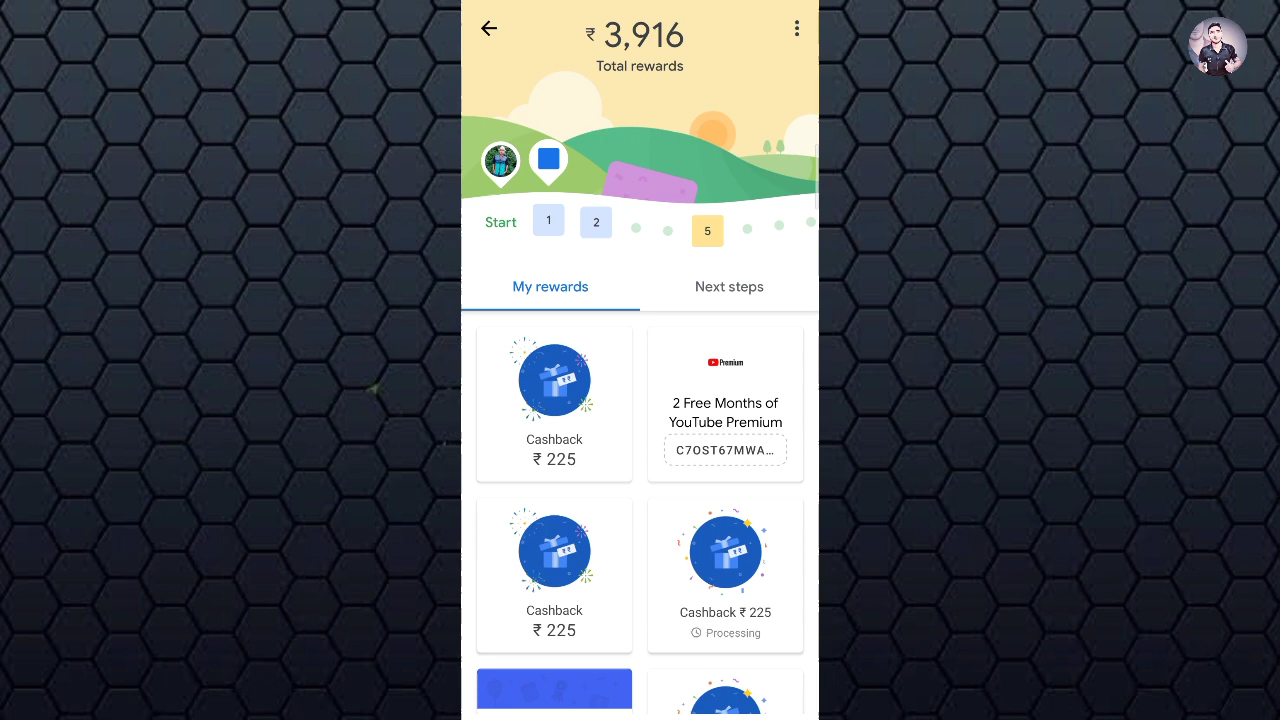 ₹ 3,916
Total rewards
Start
1
2
5
My rewards
Next steps
Cashback
₹ 225
Premium
2 Free Months of
YouTube Premium
C7OST67MWA...
Cashback
₹ 225
Cashback ₹ 225
Processing